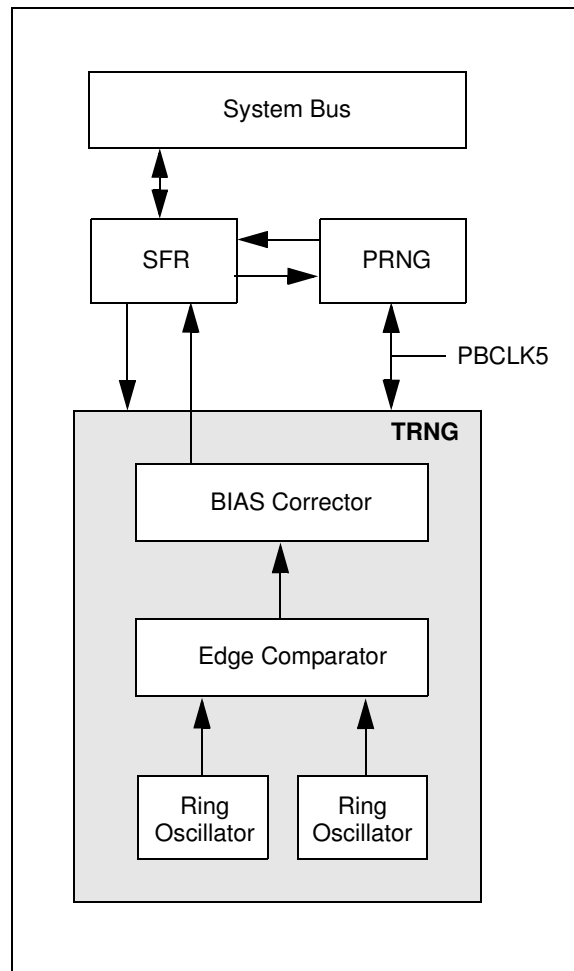 System Bus
SFR
PRNG
PBCLK5
TRNG
BIAS Corrector
Edge Comparator
Ring
Oscillator
Ring
Oscillator